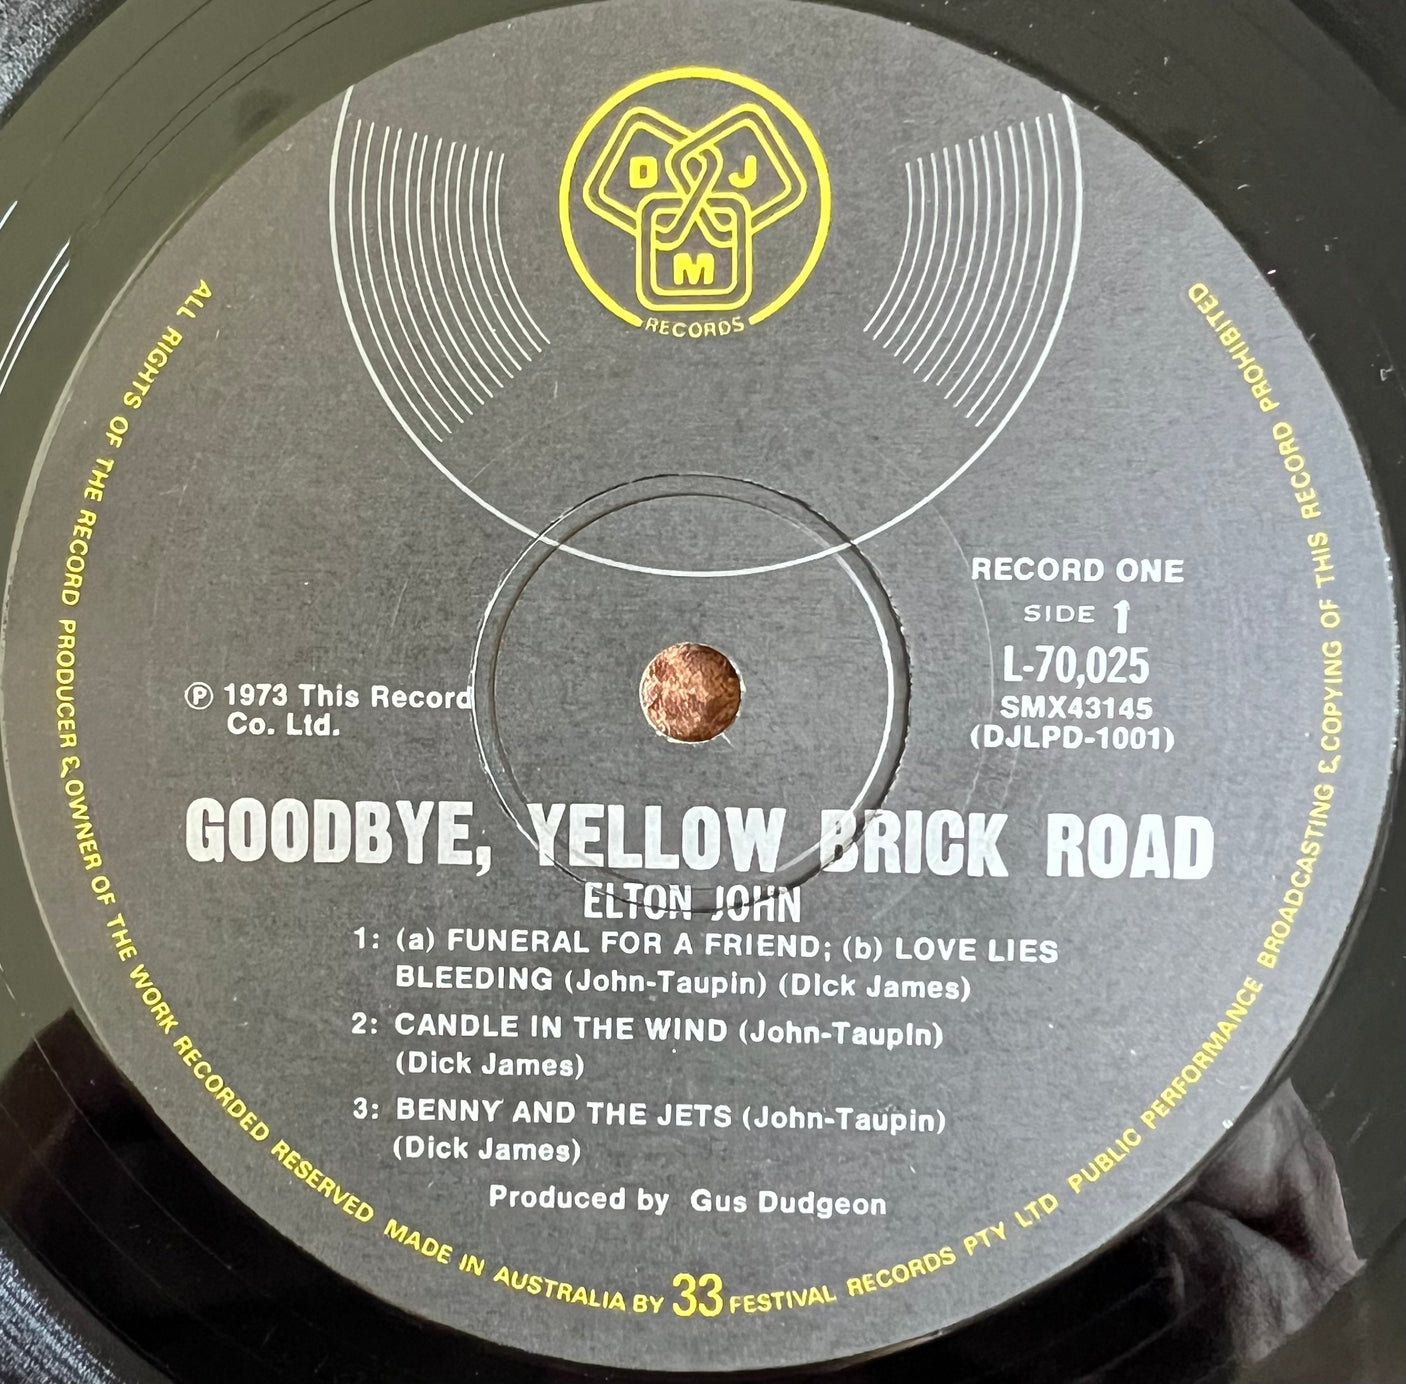 D J
M
RECORDS
RECORD ONE
SIDE 1
L-70,025
SMX43145
(DJLPD-1001)
℗ 1973 This Record
Co. Ltd.
GOODBYE, YELLOW BRICK ROAD
ELTON JOHN
1: (a) FUNERAL FOR A FRIEND; (b) LOVE LIES
BLEEDING (John-Taupin) (Dick James)
2: CANDLE IN THE WIND (John-Taupin)
(Dick James)
3: BENNY AND THE JETS (John-Taupin)
(Dick James)
Produced by Gus Dudgeon
ALL RIGHTS OF THE RECORD PRODUCER & OWNER OF THE WORK RECORDED RESERVED MADE IN AUSTRALIA BY 33 FESTIVAL RECORDS PTY LTD PUBLIC PERFORMANCE BROADCASTING & COPYING OF THIS RECORD PROHIBITED